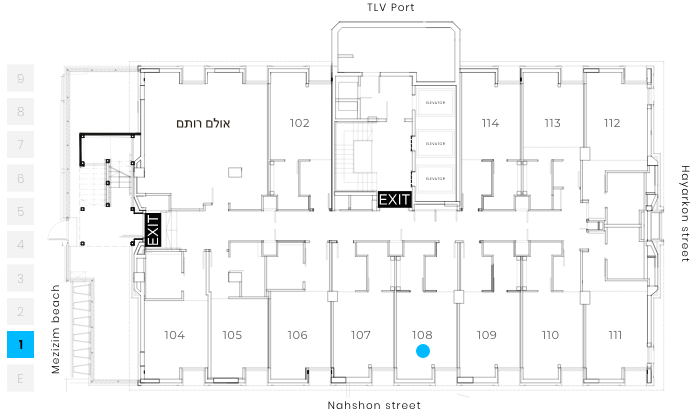 TLV Port
9
8
7
6
5
4
3
2
1
E
אולם רותם
102
114
113
112
ELEVATOR
ELEVATOR
ELEVATOR
EXIT
EXIT
Hayarkon street
Mezizim beach
104
105
106
107
108
109
110
111
Nahshon street